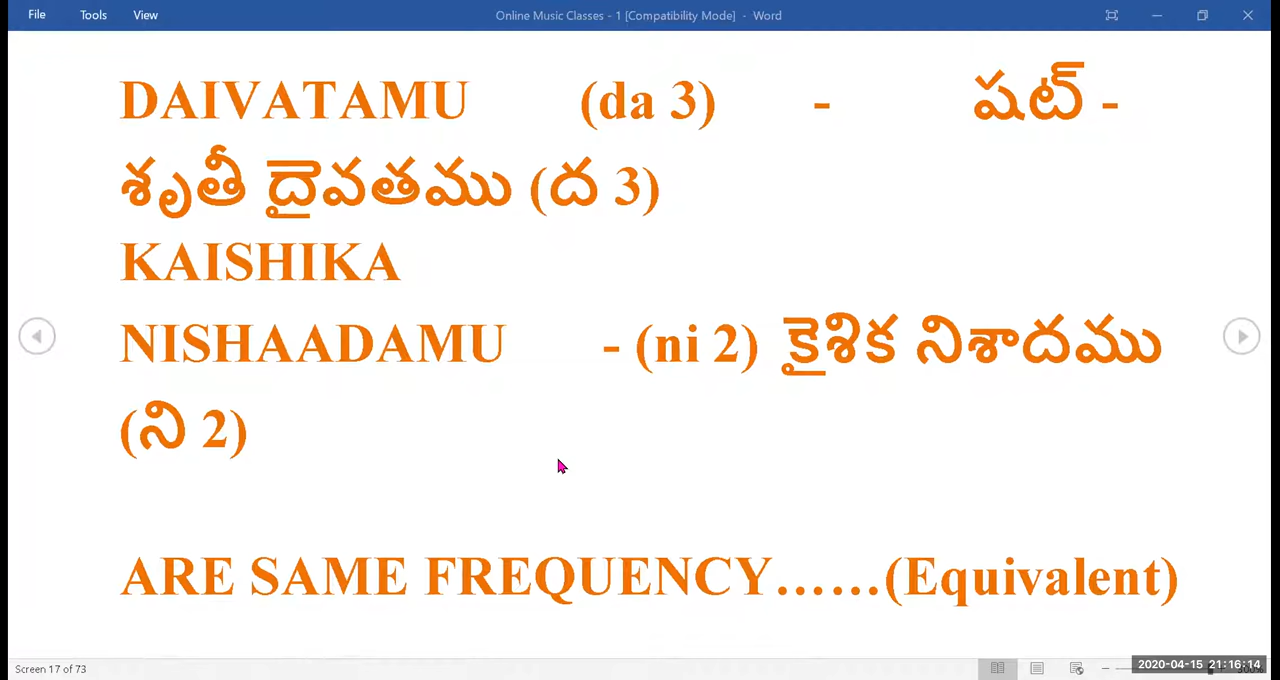 File Tools View Online Music Classes - 1 [Compatibility Mode] - Word
DAIVATAMU (da 3) - షట్ -
శృతీ దైవతము (ద 3)
KAISHIKA
NISHAADAMU - (ni 2) కైశిక నిశాదము
(ని 2)
ARE SAME FREQUENCY......(Equivalent)
Screen 17 of 73 2020-04-15 21:16:14